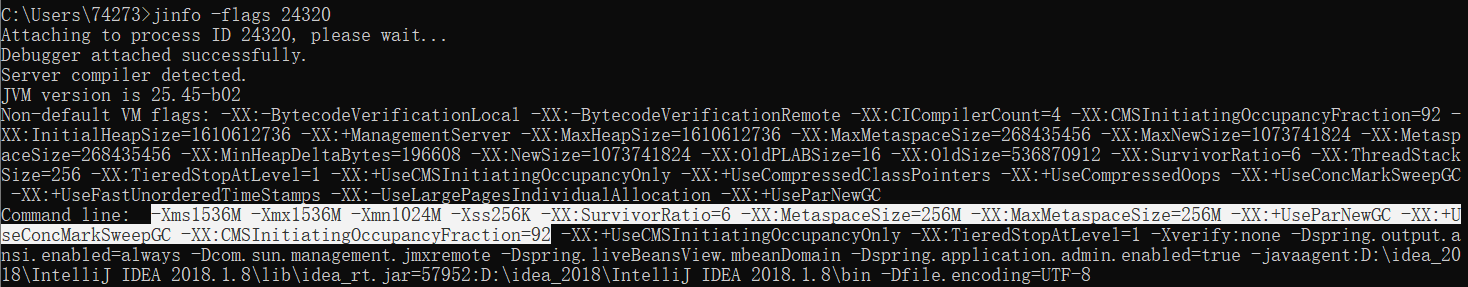 C:\Users\74273>jinfo -flags 24320
Attaching to process ID 24320, please wait...
Debugger attached successfully.
Server compiler detected.
JVM version is 25.45-b02
Non-default VM flags: -XX:-BytecodeVerificationLocal -XX:-BytecodeVerificationRemote -XX:CICompilerCount=4 -XX:CMSInitiatingOccupancyFraction=92 -
XX:InitialHeapSize=1610612736 -XX:+ManagementServer -XX:MaxHeapSize=1610612736 -XX:MaxMetaspaceSize=268435456 -XX:MaxNewSize=1073741824 -XX:Metasp
aceSize=268435456 -XX:MinHeapDeltaBytes=196608 -XX:NewSize=1073741824 -XX:OldPLABSize=16 -XX:OldSize=536870912 -XX:SurvivorRatio=6 -XX:ThreadStack
Size=256 -XX:TieredStopAtLevel=1 -XX:+UseCMSInitiatingOccupancyOnly -XX:+UseCompressedClassPointers -XX:+UseCompressedOops -XX:+UseConcMarkSweepGC
-XX:+UseFastUnorderedTimeStamps -XX:-UseLargePagesIndividualAllocation -XX:+UseParNewGC
Command line:  -Xms1536M -Xmx1536M -Xmn1024M -Xss256K -XX:SurvivorRatio=6 -XX:MetaspaceSize=256M -XX:MaxMetaspaceSize=256M -XX:+UseParNewGC -XX:+U
seConcMarkSweepGC -XX:CMSInitiatingOccupancyFraction=92 -XX:+UseCMSInitiatingOccupancyOnly -XX:TieredStopAtLevel=1 -Xverify:none -Dspring.output.a
nsi.enabled=always -Dcom.sun.management.jmxremote -Dspring.liveBeansView.mbeanDomain -Dspring.application.admin.enabled=true -javaagent:D:\idea_20
18\IntelliJ IDEA 2018.1.8\lib\idea_rt.jar=57952:D:\idea_2018\IntelliJ IDEA 2018.1.8\bin -Dfile.encoding=UTF-8